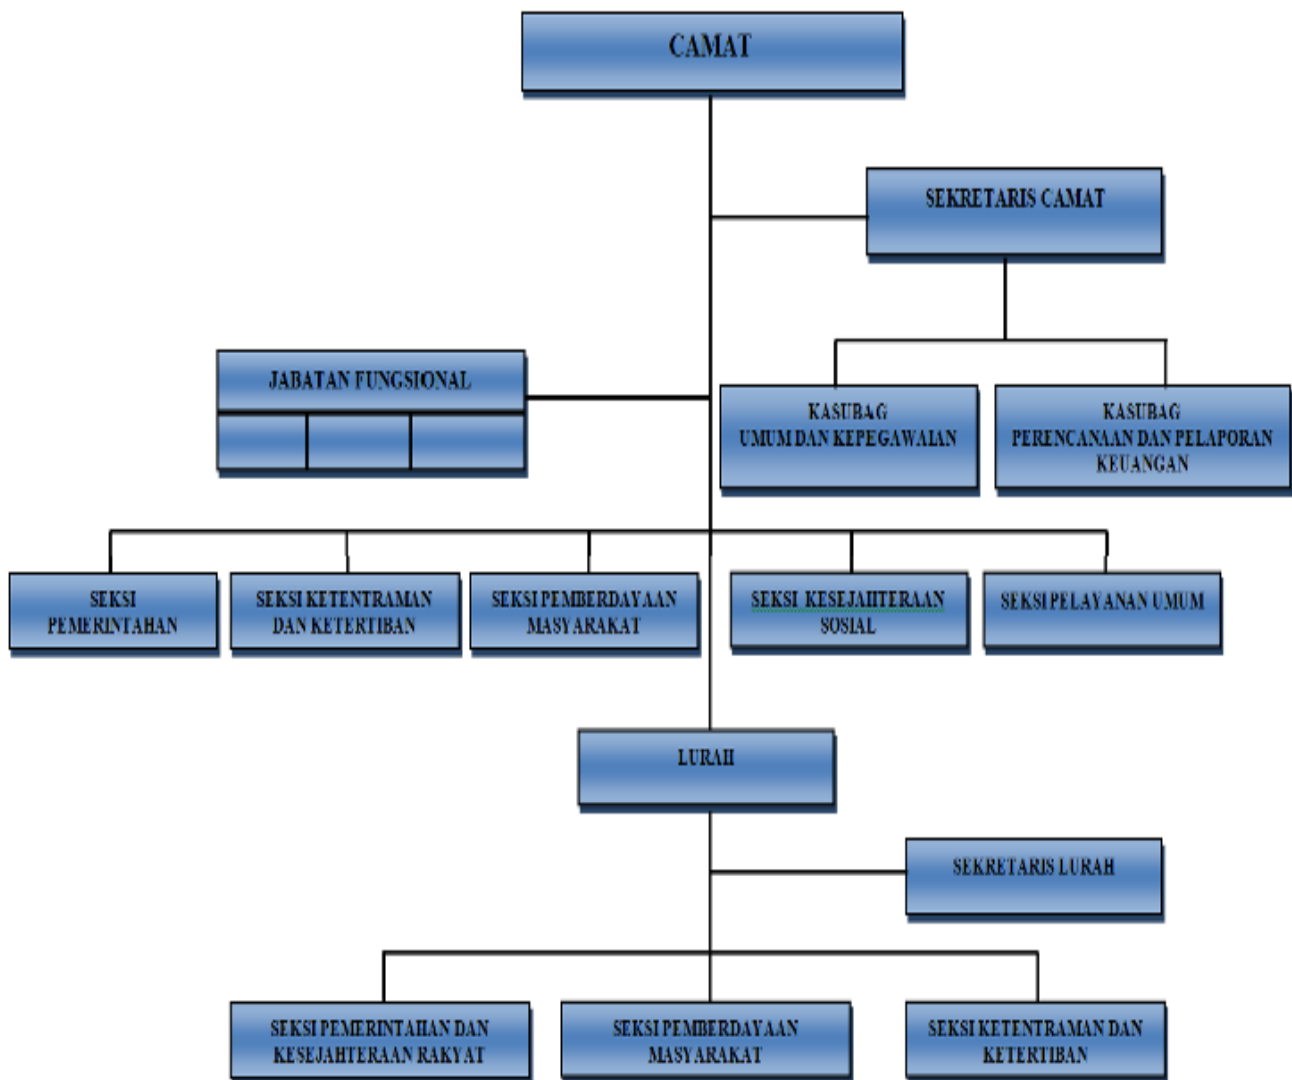 CAMAT
SEKRETARIS CAMAT
JABATAN FUNGSIONAL
KASUBAG
UMUM DAN KEPEGAWAIAN
KASUBAG
PERENCANAAN DAN PELAPORAN
KEUANGAN
SEKSI
PEMERINTAHAN
SEKSI KETENTRAMAN
DAN KETERTIBAN
SEKSI PEMBERDAYAAN
MASYARAKAT
SEKSI KESEJAHTERAAN
SOSIAL
SEKSI PELAYANAN UMUM
LURAH
SEKRETARIS LURAH
SEKSI PEMERINTAHAN DAN
KESEJAHTERAAN RAKYAT
SEKSI PEMBERDAYAAN
MASYARAKAT
SEKSI KETENTRAMAN DAN
KETERTIBAN